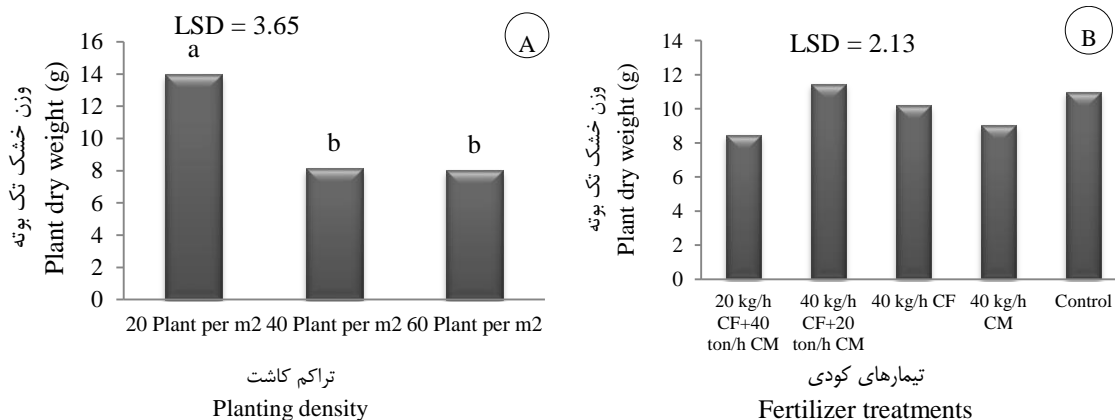 LSD = 3.65
A
a
b
b
16
14
12
10
8
6
4
2
0
وزن خشک تک بوته
Plant dry weight (g)
20 Plant per m2 40 Plant per m2 60 Plant per m2
تراکم کاشت
Planting density
B
LSD = 2.13
14
12
10
8
6
4
2
0
وزن خشک تک بوته
Plant dry weight (g)
20 kg/h
CF+40
ton/h CM
40 kg/h
CF+20
ton/h CM
40 kg/h CF
40 kg/h
CM
Control
تیمارهای کودی
Fertilizer treatments